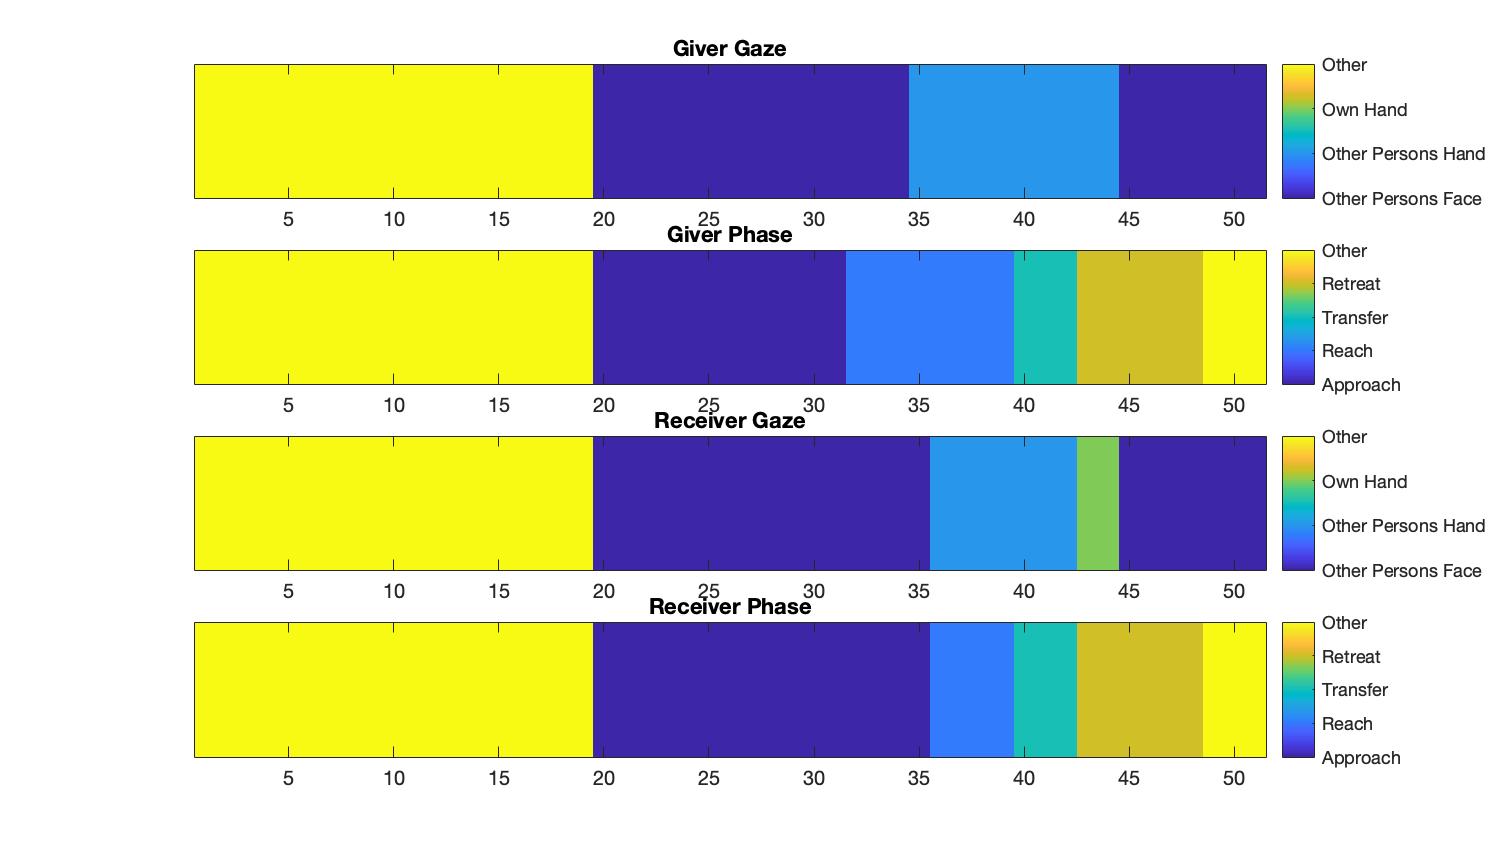 Giver Gaze
Other
Own Hand
Other Persons Hand
Other Persons Face
5 10 15 20 25 30 35 40 45 50
Giver Phase
Other
Retreat
Transfer
Reach
Approach
5 10 15 20 25 30 35 40 45 50
Receiver Gaze
Other
Own Hand
Other Persons Hand
Other Persons Face
5 10 15 20 25 30 35 40 45 50
Receiver Phase
Other
Retreat
Transfer
Reach
Approach
5 10 15 20 25 30 35 40 45 50